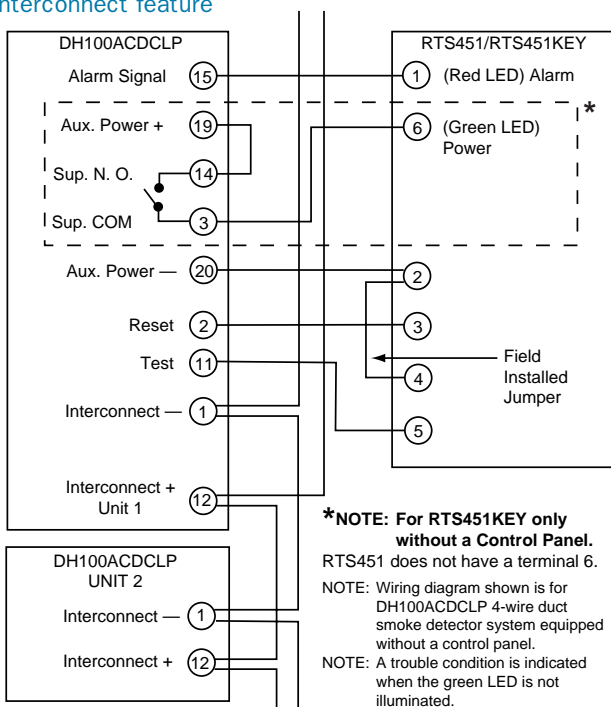 nterconnect feature
DH100ACDCLP
RTS451/RTS451KEY
Alarm Signal 15
1 (Red LED) Alarm
*
Aux. Power + 19
6 (Green LED)
Power
Sup. N. O. 14
Sup. COM 3
Aux. Power — 20
2
Reset 2
3
Test 11
Field
Installed
Jumper
4
Interconnect — 1
5
Interconnect +
Unit 1
12
*NOTE: For RTS451KEY only
without a Control Panel.
RTS451 does not have a terminal 6.
DH100ACDCLP
UNIT 2
Interconnect — 1
Interconnect + 12
NOTE: Wiring diagram shown is for
DH100ACDCLP 4-wire duct
smoke detector system equipped
without a control panel.
NOTE: A trouble condition is indicated
when the green LED is not
illuminated.